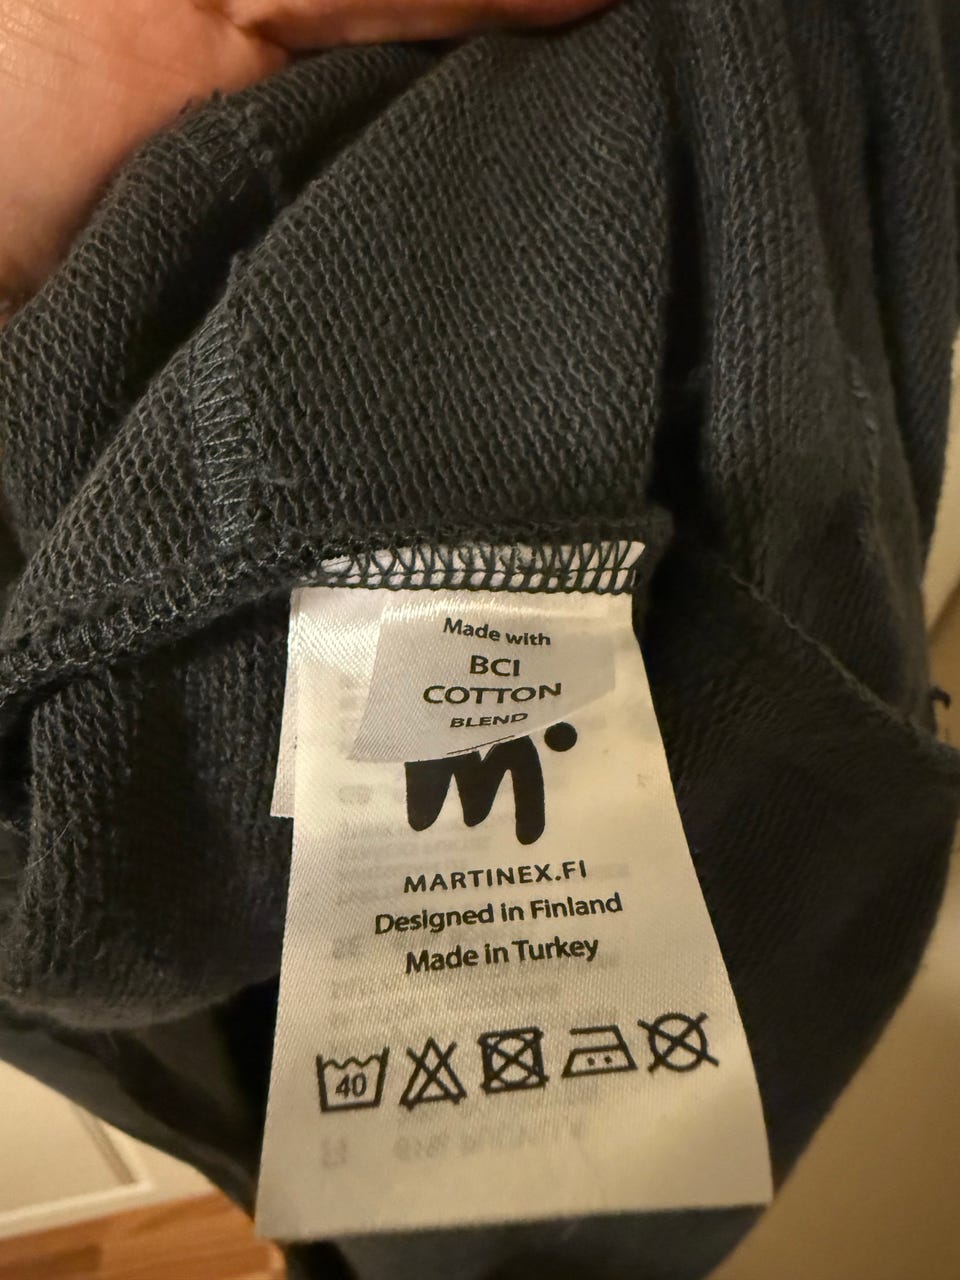 Made with
BCI
COTTON
BLEND
MARTINEX.FI
Designed in Finland
Made in Turkey
40